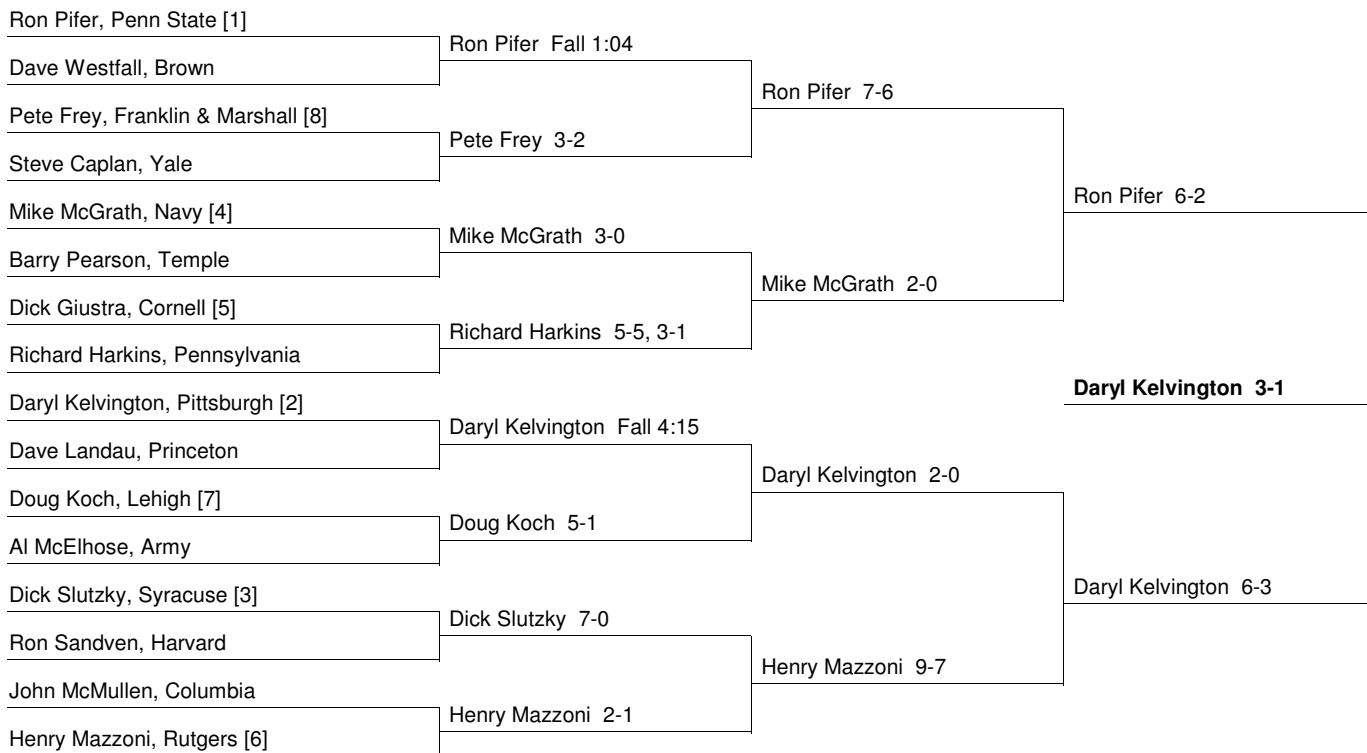 Ron Pifer, Penn State [1]
Dave Westfall, Brown
Pete Frey, Franklin & Marshall [8]
Steve Caplan, Yale
Mike McGrath, Navy [4]
Barry Pearson, Temple
Dick Giustra, Cornell [5]
Richard Harkins, Pennsylvania
Daryl Kelvington, Pittsburgh [2]
Dave Landau, Princeton
Doug Koch, Lehigh [7]
Al McElhose, Army
Dick Slutzky, Syracuse [3]
Ron Sandven, Harvard
John McMullen, Columbia
Henry Mazzoni, Rutgers [6]
Ron Pifer Fall 1:04
Pete Frey 3-2
Mike McGrath 3-0
Richard Harkins 5-5, 3-1
Daryl Kelvington Fall 4:15
Doug Koch 5-1
Dick Slutzky 7-0
Henry Mazzoni 2-1
Ron Pifer 7-6
Mike McGrath 2-0
Daryl Kelvington 2-0
Henry Mazzoni 9-7
Ron Pifer 6-2
Daryl Kelvington 3-1
Daryl Kelvington 6-3